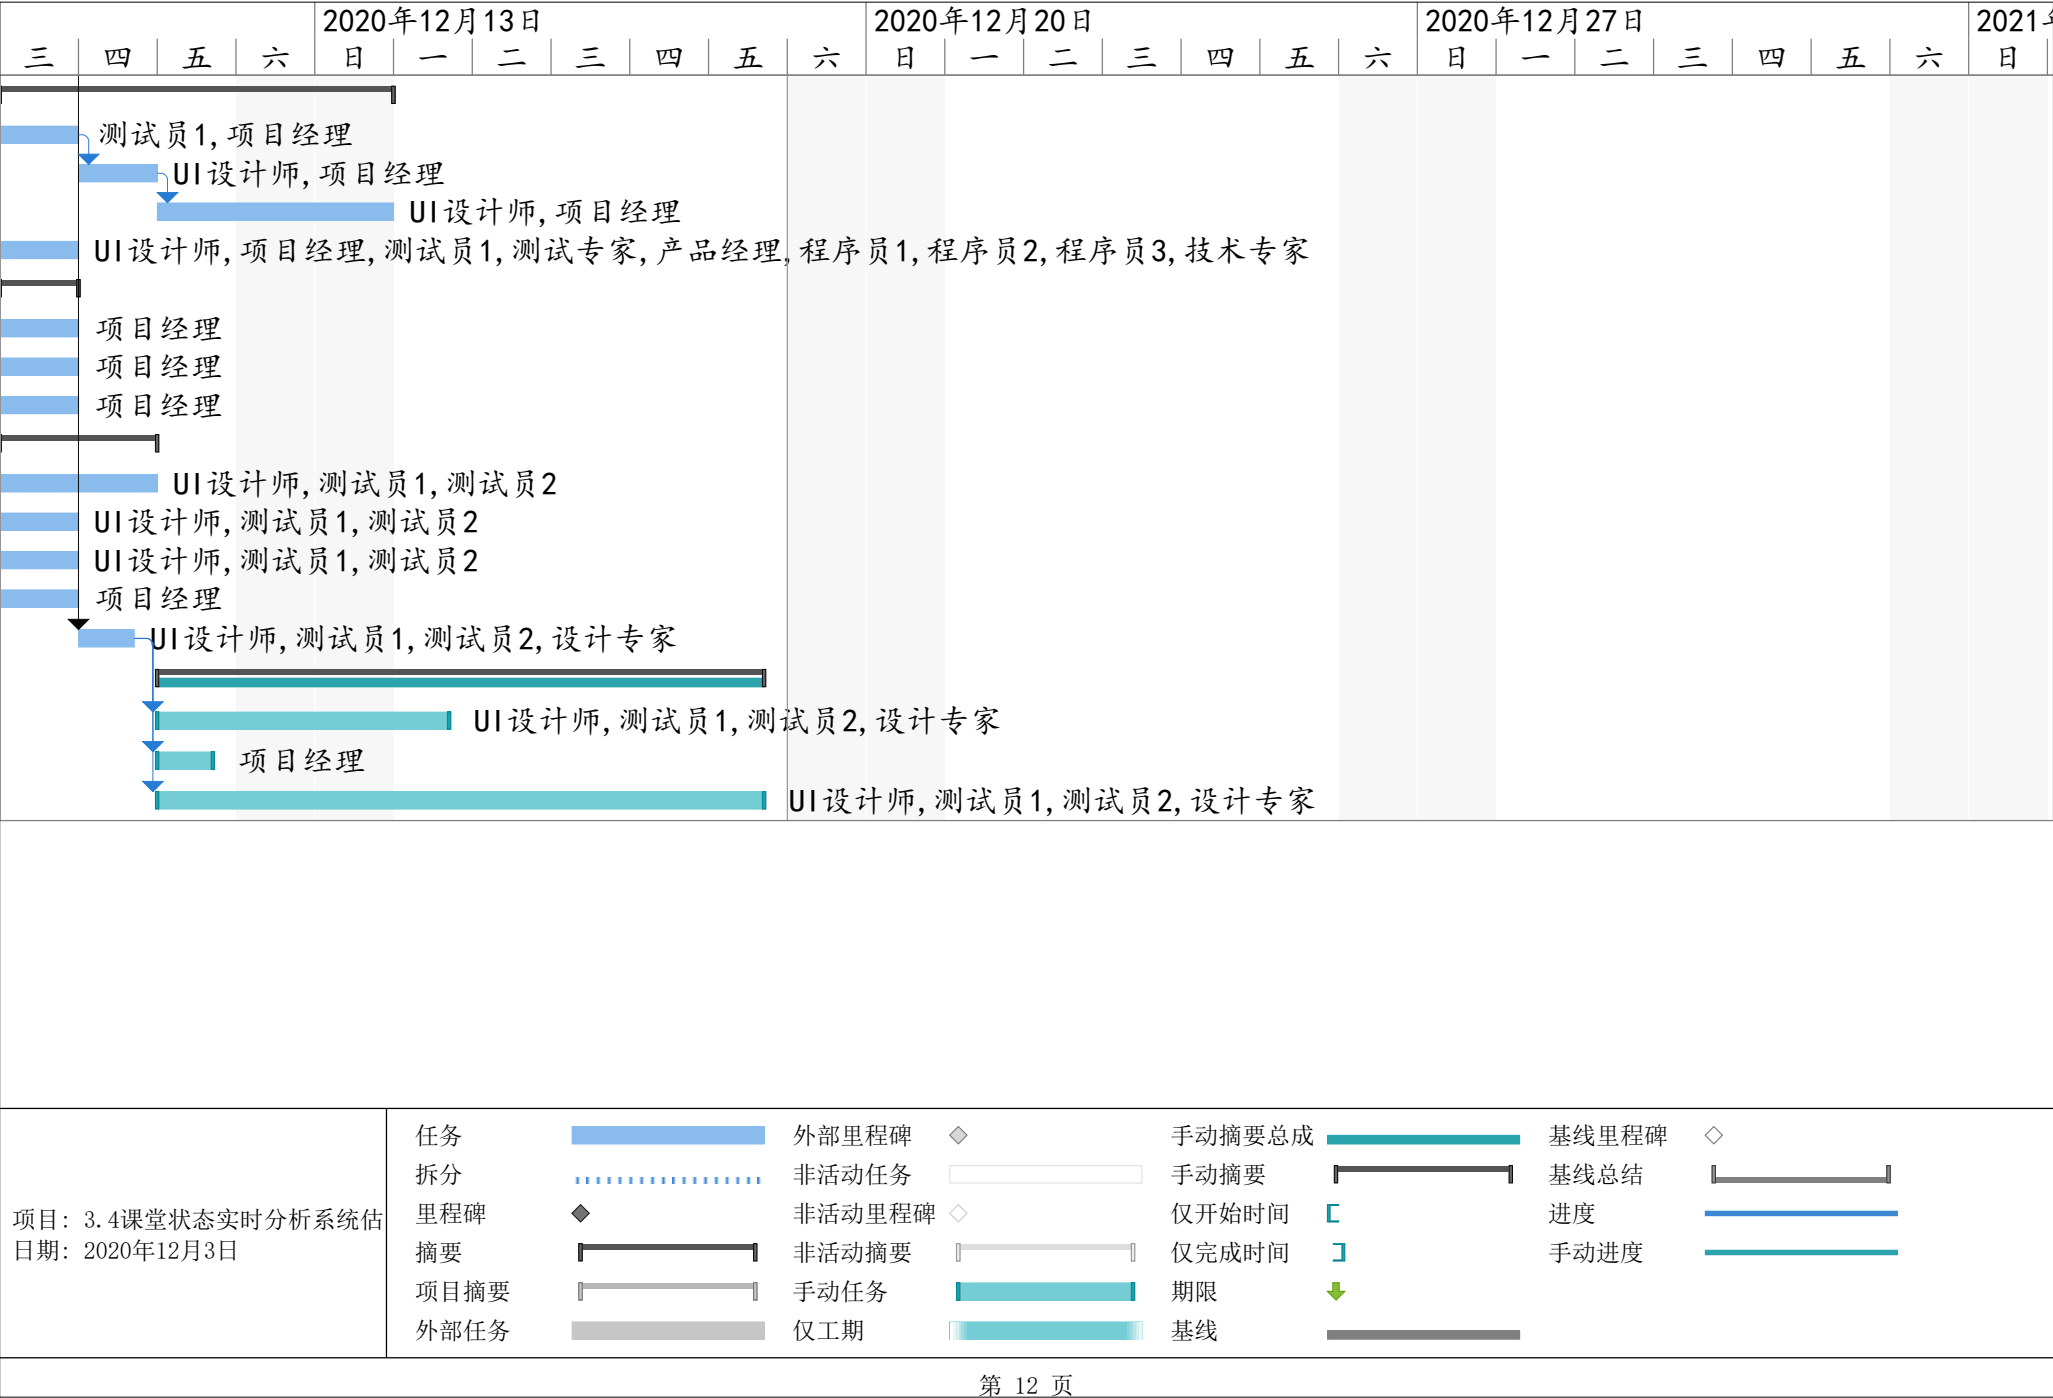 2020年12月13日 2020年12月20日 2020年12月27日 2021
三 四 五 六 日 一 二 三 四 五 六 日 一 二 三 四 五 六 日 一 二 三 四 五 六 日
测试员1,项目经理
UI设计师,项目经理
UI设计师,项目经理
UI设计师,项目经理,测试员1,测试专家,产品经理,程序员1,程序员2,程序员3,技术专家
项目经理
项目经理
项目经理
UI设计师,测试员1,测试员2
UI设计师,测试员1,测试员2
UI设计师,测试员1,测试员2
项目经理
UI设计师,测试员1,测试员2,设计专家
UI设计师,测试员1,测试员2,设计专家
项目经理
UI设计师,测试员1,测试员2,设计专家
项目: 3.4课堂状态实时分析系统估
日期: 2020年12月3日
任务 外部里程碑 手动摘要总成 基线里程碑
拆分 非活动任务 手动摘要 基线总结
里程碑 非活动里程碑 仅开始时间 进度
摘要 非活动摘要 仅完成时间 手动进度
项目摘要 手动任务 期限
外部任务 仅工期 基线
第 12 页